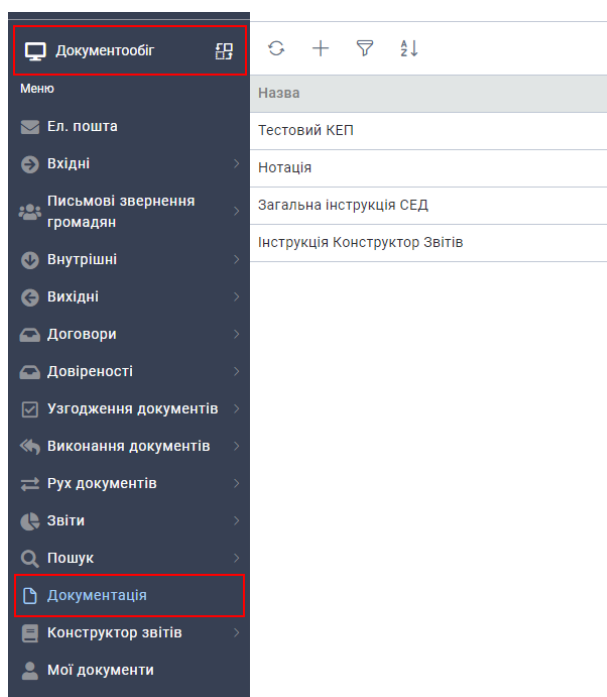 Документообіг
Меню
Ел. пошта
Вхідні
Письмові звернення
громадян
Внутрішні
Вихідні
Договори
Довіреності
Узгодження документів
Виконання документів
Рух документів
Звіти
Пошук
Документація
Конструктор звітів
Мої документи
Назва
Тестовий КЕП
Нотація
Загальна інструкція СЕД
Інструкція Конструктор Звітів